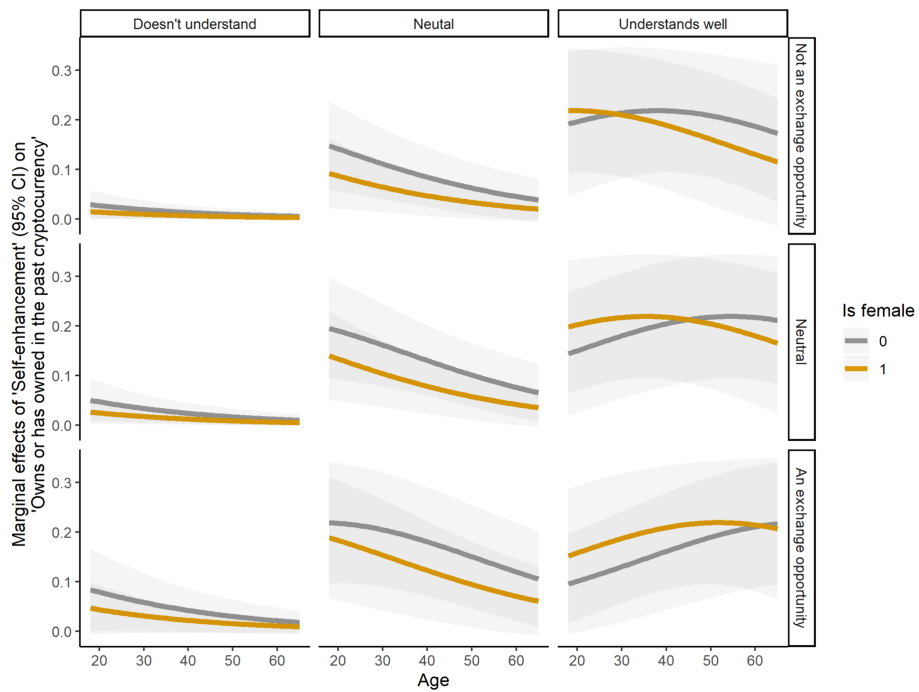 Doesn't understand
Neutal
Understands well
Marginal effects of 'Self-enhancement' (95% CI) on
'Owns or has owned in the past cryptocurrency'
0.3
0.2
0.1
0.0
Not an exchange opportunity
0.3
0.2
0.1
0.0
Neutral
0.3
0.2
0.1
0.0
An exchange opportunity
20 30 40 50 60
20 30 40 50 60
20 30 40 50 60
Age
Is female
0
1